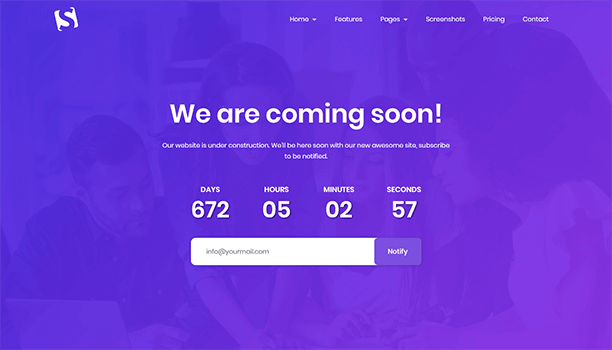 S
Home Features Pages Screenshots Pricing Contact
We are coming soon!
Our website is under construction. We'll be here soon with our new awesome site, subscribe
to be notified.
DAYS HOURS MINUTES SECONDS
672 05 02 57
info@yourmail.com Notify